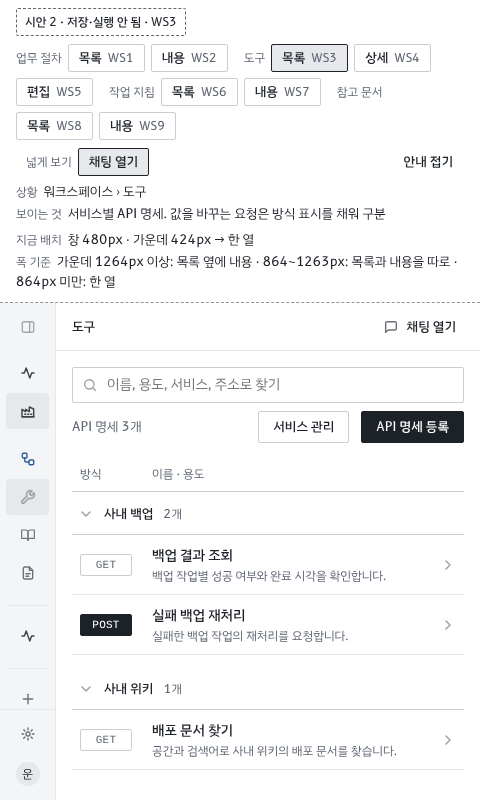 시안 2 · 저장·실행 안 됨 · WS3
업무 절차 목록 WS1 내용 WS2 도구 목록 WS3 상세 WS4
편집 WS5 작업 지침 목록 WS6 내용 WS7 참고 문서
목록 WS8 내용 WS9
넓게 보기 채팅 열기 안내 접기
상황 워크스페이스 › 도구
보이는 것 서비스별 API 명세. 값을 바꾸는 요청은 방식 표시를 채워 구분
지금 배치 창 480px · 가운데 424px → 한 열
폭 기준 가운데 1264px 이상: 목록 옆에 내용 · 864~1263px: 목록과 내용을 따로 ·
864px 미만: 한 열
도구 채팅 열기
이름, 용도, 서비스, 주소로 찾기
API 명세 3개 서비스 관리 API 명세 등록
방식 이름 · 용도
사내 백업 2개
GET 백업 결과 조회
백업 작업별 성공 여부와 완료 시각을 확인합니다.
POST 실패 백업 재처리
실패한 백업 작업의 재처리를 요청합니다.
사내 위키 1개
GET 배포 문서 찾기
공간과 검색어로 사내 위키의 배포 문서를 찾습니다.
운